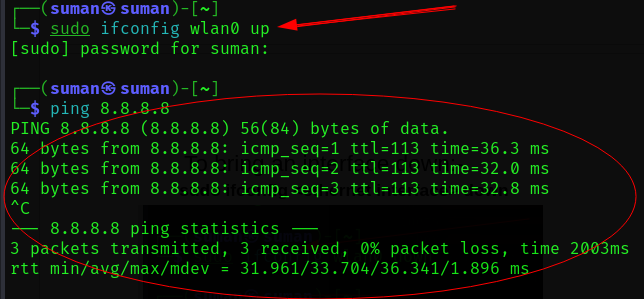 ┌──(suman㉿suman)-[~]
└─$ sudo ifconfig wlan0 up
[sudo] password for suman:
┌──(suman㉿suman)-[~]
└─$ ping 8.8.8.8
PING 8.8.8.8 (8.8.8.8) 56(84) bytes of data.
64 bytes from 8.8.8.8: icmp_seq=1 ttl=113 time=36.3 ms
64 bytes from 8.8.8.8: icmp_seq=2 ttl=113 time=32.0 ms
64 bytes from 8.8.8.8: icmp_seq=3 ttl=113 time=32.8 ms
^C
--- 8.8.8.8 ping statistics ---
3 packets transmitted, 3 received, 0% packet loss, time 2003ms
rtt min/avg/max/mdev = 31.961/33.704/36.341/1.896 ms